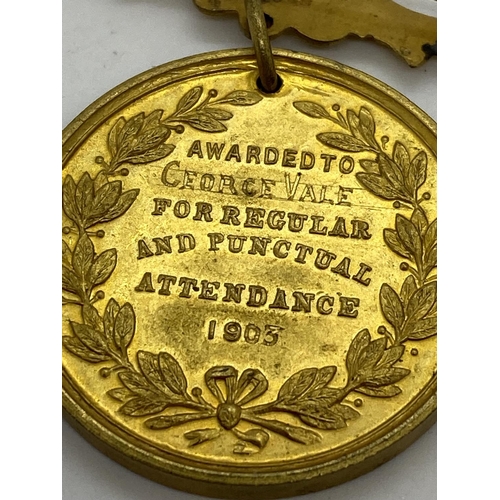 AWARDED TO
GEORGE VALE
FOR REGULAR
AND PUNCTUAL
ATTENDANCE
1903